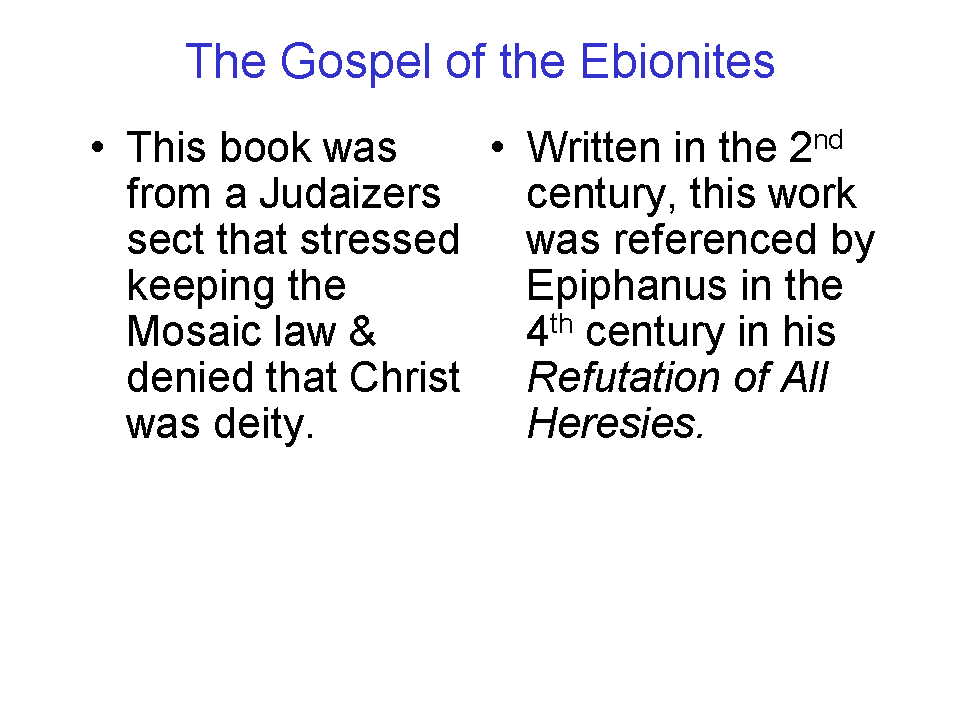 The Gospel of the Ebionites
• This book was
from a Judaizers
sect that stressed
keeping the
Mosaic law &
denied that Christ
was deity.
• Written in the 2nd
century, this work
was referenced by
Epiphanus in the
4th century in his
Refutation of All
Heresies.